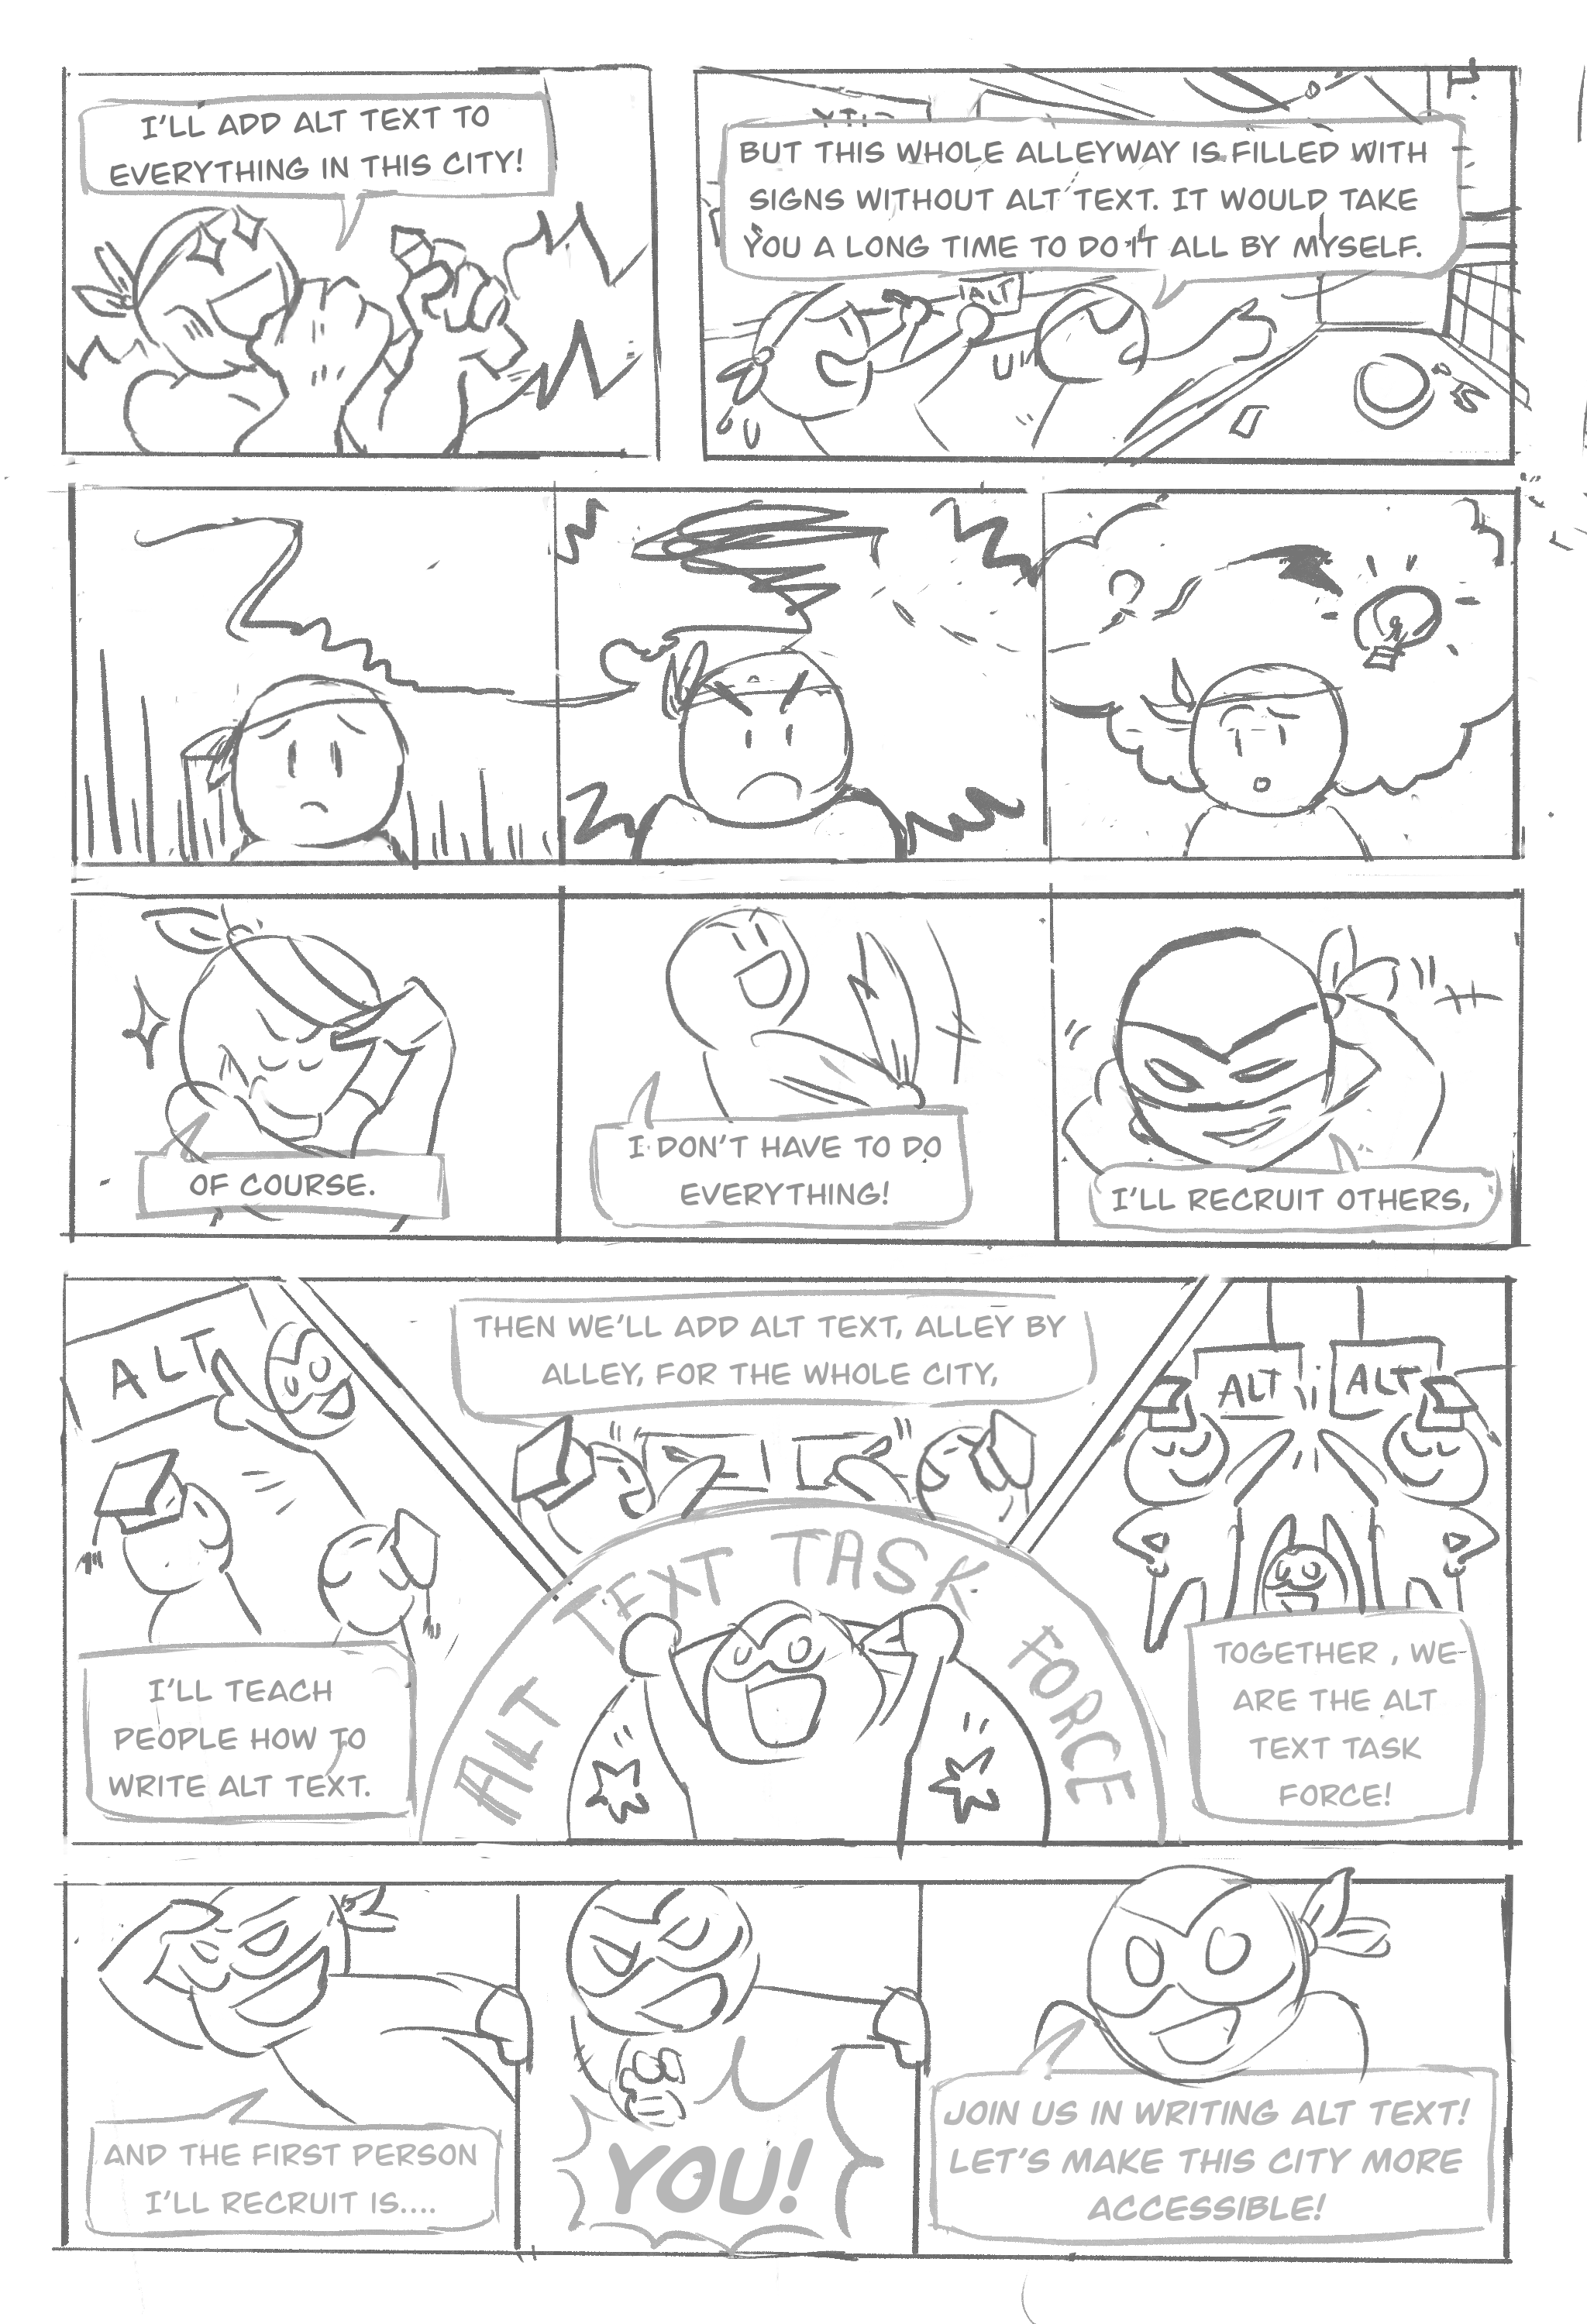 I'LL ADD ALT TEXT TO
EVERYTHING IN THIS CITY!
BUT THIS WHOLE ALLEYWAY IS FILLED WITH
SIGNS WITHOUT ALT TEXT. IT WOULD TAKE
YOU A LONG TIME TO DO IT ALL BY MYSELF.
ALT
OF COURSE.
I DON'T HAVE TO DO
EVERYTHING!
I'LL RECRUIT OTHERS,
ALT
I'LL TEACH
PEOPLE HOW TO
WRITE ALT TEXT.
THEN WE'LL ADD ALT TEXT, ALLEY BY
ALLEY, FOR THE WHOLE CITY,
ALT TEXT TASK FORCE
ALT
ALT
TOGETHER , WE
ARE THE ALT
TEXT TASK
FORCE!
AND THE FIRST PERSON
I'LL RECRUIT IS....
YOU!
JOIN US IN WRITING ALT TEXT!
LET'S MAKE THIS CITY MORE
ACCESSIBLE!